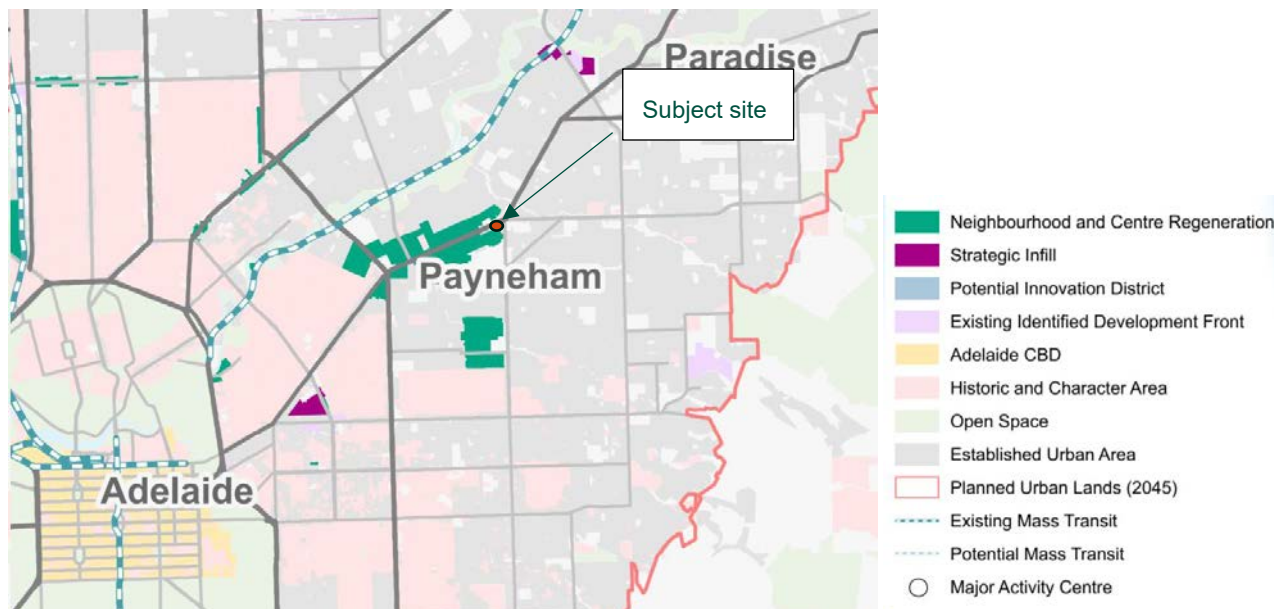 Paradise
Subject site
Payneham
Adelaide
Neighbourhood and Centre Regeneration
Strategic Infill
Potential Innovation District
Existing Identified Development Front
Adelaide CBD
Historic and Character Area
Open Space
Established Urban Area
Planned Urban Lands (2045)
Existing Mass Transit
Potential Mass Transit
Major Activity Centre